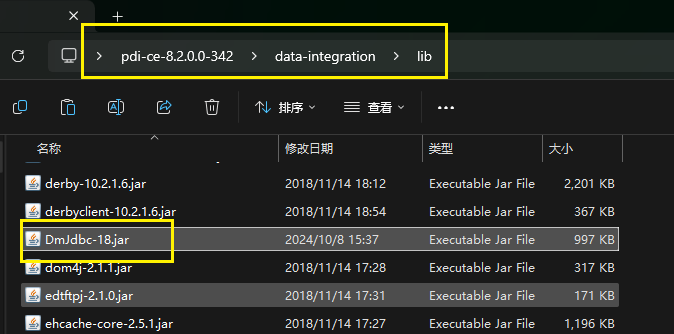 pdi-ce-8.2.0.0-342 > data-integration > lib
排序 查看
名称 修改日期 类型 大小
derby-10.2.1.6.jar 2018/11/14 18:12 Executable Jar File 2,201 KB
derbyclient-10.2.1.6.jar 2018/11/14 18:54 Executable Jar File 367 KB
DmJdbc-18.jar 2024/10/8 15:37 Executable Jar File 997 KB
dom4j-2.1.1.jar 2018/11/14 17:28 Executable Jar File 317 KB
edtftpj-2.1.0.jar 2018/11/14 17:31 Executable Jar File 171 KB
ehcache-core-2.5.1.jar 2018/11/14 17:27 Executable Jar File 1,196 KB